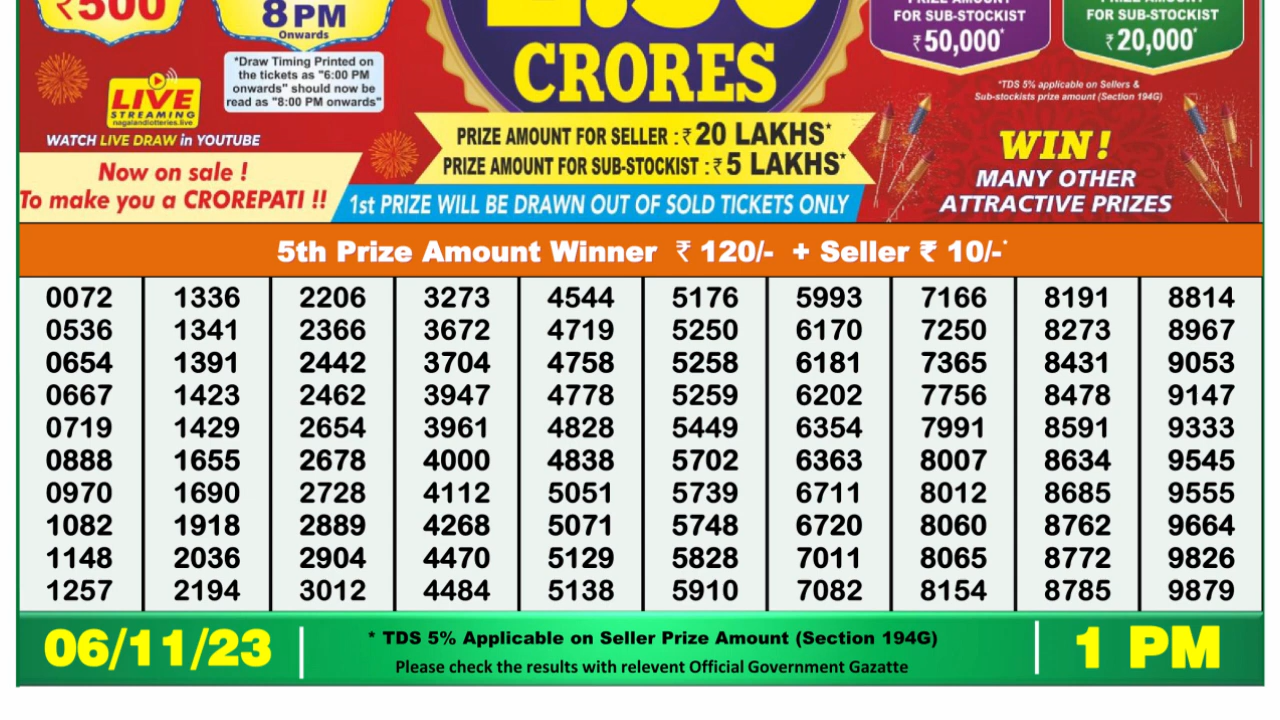 ₹500
8 PM
Onwards
*Draw Timing Printed on
the tickets as "6:00 PM
onwards" should now be
read as "8:00 PM onwards"
LIVE
STREAMING
nagalandlotteries.live
WATCH LIVE DRAW in YOUTUBE
Now on sale !
To make you a CROREPATI !!
CRORES
PRIZE AMOUNT FOR SELLER : ₹ 20 LAKHS*
PRIZE AMOUNT FOR SUB-STOCKIST : ₹ 5 LAKHS*
1st PRIZE WILL BE DRAWN OUT OF SOLD TICKETS ONLY
PRIZE AMOUNT
FOR SUB-STOCKIST
₹ 50,000*
PRIZE AMOUNT
FOR SUB-STOCKIST
₹ 20,000*
*TDS 5% applicable on Sellers &
Sub-stockists prize amount (Section 194G)
WIN !
MANY OTHER
ATTRACTIVE PRIZES
5th Prize Amount Winner ₹ 120/- + Seller ₹ 10/-*
0072 1336 2206 3273 4544 5176 5993 7166 8191 8814
0536 1341 2366 3672 4719 5250 6170 7250 8273 8967
0654 1391 2442 3704 4758 5258 6181 7365 8431 9053
0667 1423 2462 3947 4778 5259 6202 7756 8478 9147
0719 1429 2654 3961 4828 5449 6354 7991 8591 9333
0888 1655 2678 4000 4838 5702 6363 8007 8634 9545
0970 1690 2728 4112 5051 5739 6711 8012 8685 9555
1082 1918 2889 4268 5071 5748 6720 8060 8762 9664
1148 2036 2904 4470 5129 5828 7011 8065 8772 9826
1257 2194 3012 4484 5138 5910 7082 8154 8785 9879
06/11/23
* TDS 5% Applicable on Seller Prize Amount (Section 194G)
Please check the results with relevent Official Government Gazatte
1 PM